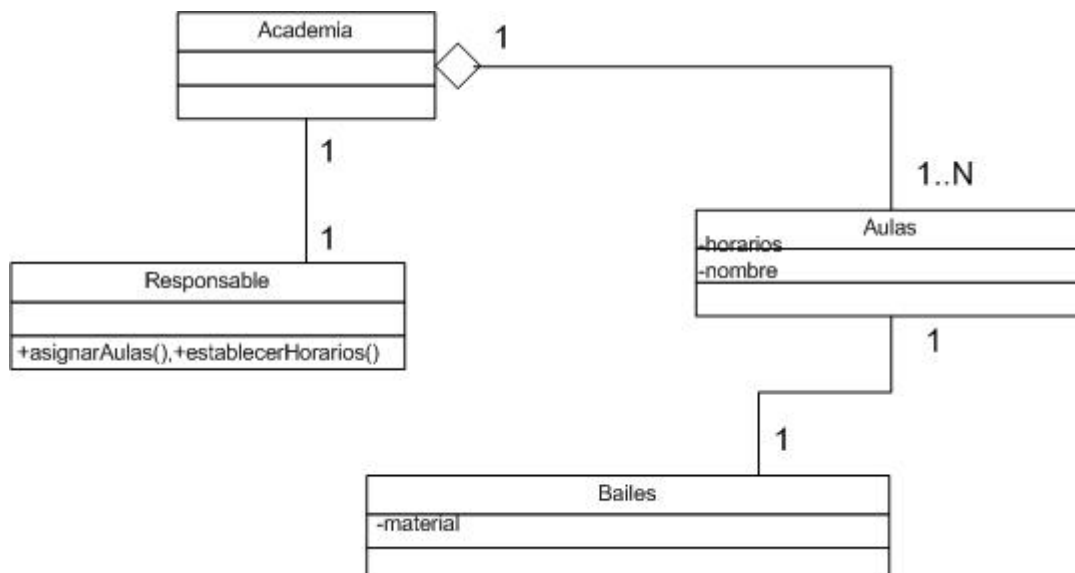 Academia
1
1
1..N
1
Responsable
+asignarAulas(),+establecerHorarios()
Aulas
-horarios
-nombre
1
1
Bailes
-material